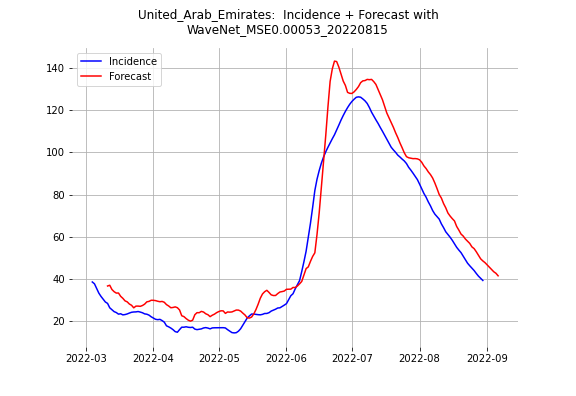 United_Arab_Emirates:  Incidence + Forecast with
WaveNet_MSE0.00053_20220815
Incidence
Forecast
140
120
100
80
60
40
20
2022-03 2022-04 2022-05 2022-06 2022-07 2022-08 2022-09